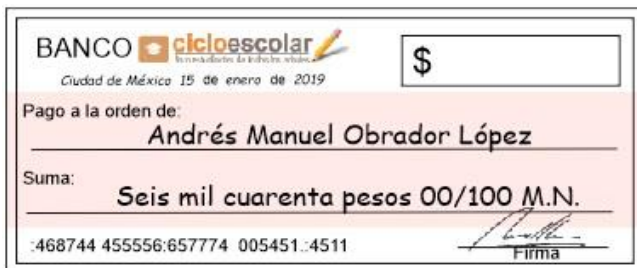 BANCO cicloescolar
$
Ciudad de México 15 de enero de 2019
Pago a la orden de:
Andrés Manuel Obrador López
Suma:
Seis mil cuarenta pesos 00/100 M.N.
:468744 455556:657774 005451.:4511
Firma